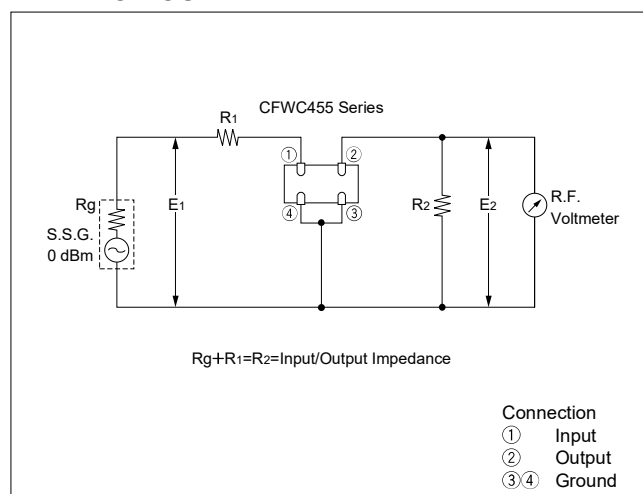 CFWC455 Series
R1
① ②
Rg
E1
④ ③
R2
E2
R.F.
Voltmeter
S.S.G.
0 dBm
Rg+R1=R2=Input/Output Impedance
Connection
① Input
② Output
③④ Ground